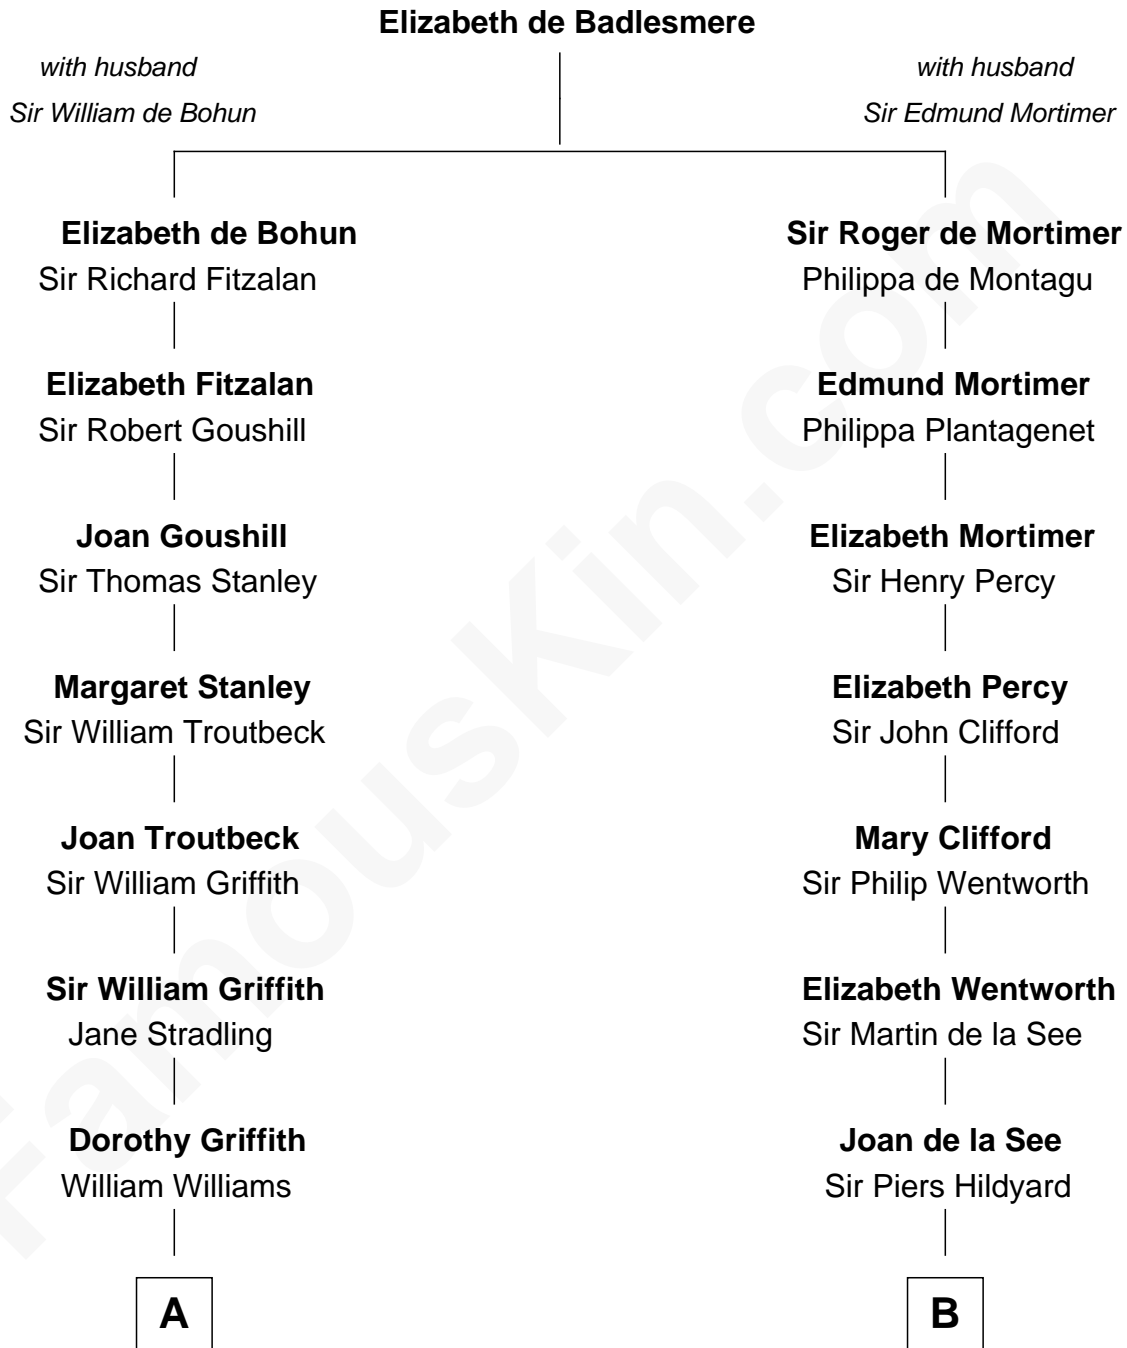 Elizabeth de Badlesmere
with husband
Sir William de Bohun
with husband
Sir Edmund Mortimer
Elizabeth de Bohun
Sir Richard Fitzalan
Sir Roger de Mortimer
Philippa de Montagu
Elizabeth Fitzalan
Sir Robert Goushill
Edmund Mortimer
Philippa Plantagenet
Joan Goushill
Sir Thomas Stanley
Elizabeth Mortimer
Sir Henry Percy
Margaret Stanley
Sir William Troutbeck
Elizabeth Percy
Sir John Clifford
Joan Troutbeck
Sir William Griffith
Mary Clifford
Sir Philip Wentworth
Sir William Griffith
Jane Stradling
Elizabeth Wentworth
Sir Martin de la See
Dorothy Griffith
William Williams
Joan de la See
Sir Piers Hildyard
A
B
FamousKin.com